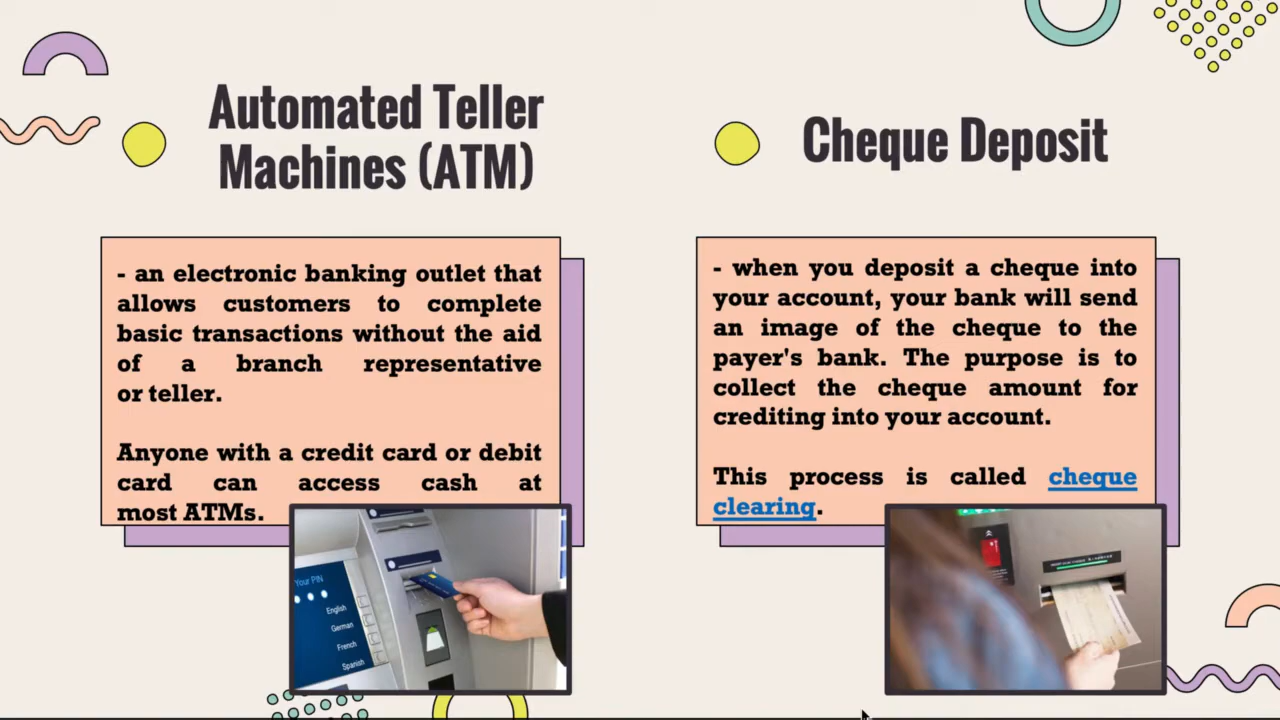 Automated Teller
Machines (ATM)
- an electronic banking outlet that
allows customers to complete
basic transactions without the aid
of a branch representative
or teller.
Anyone with a credit card or debit
card can access cash at
most ATMs.
Your PIN
English
German
French
Spanish
Cheque Deposit
- when you deposit a cheque into
your account, your bank will send
an image of the cheque to the
payer's bank. The purpose is to
collect the cheque amount for
crediting into your account.
This process is called cheque
clearing.